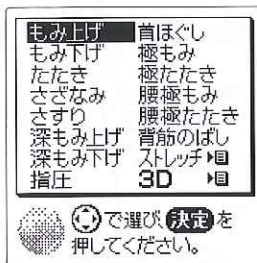 もみ上げ 首ほぐし
もみ下げ 極もみ
たたき 極たたき
さざなみ 腰極もみ
さすり 腰極たたき
深もみ上げ 背筋のばし
深もみ下げ ストレッチ
指圧 3D
で選び、決定を
押してください。